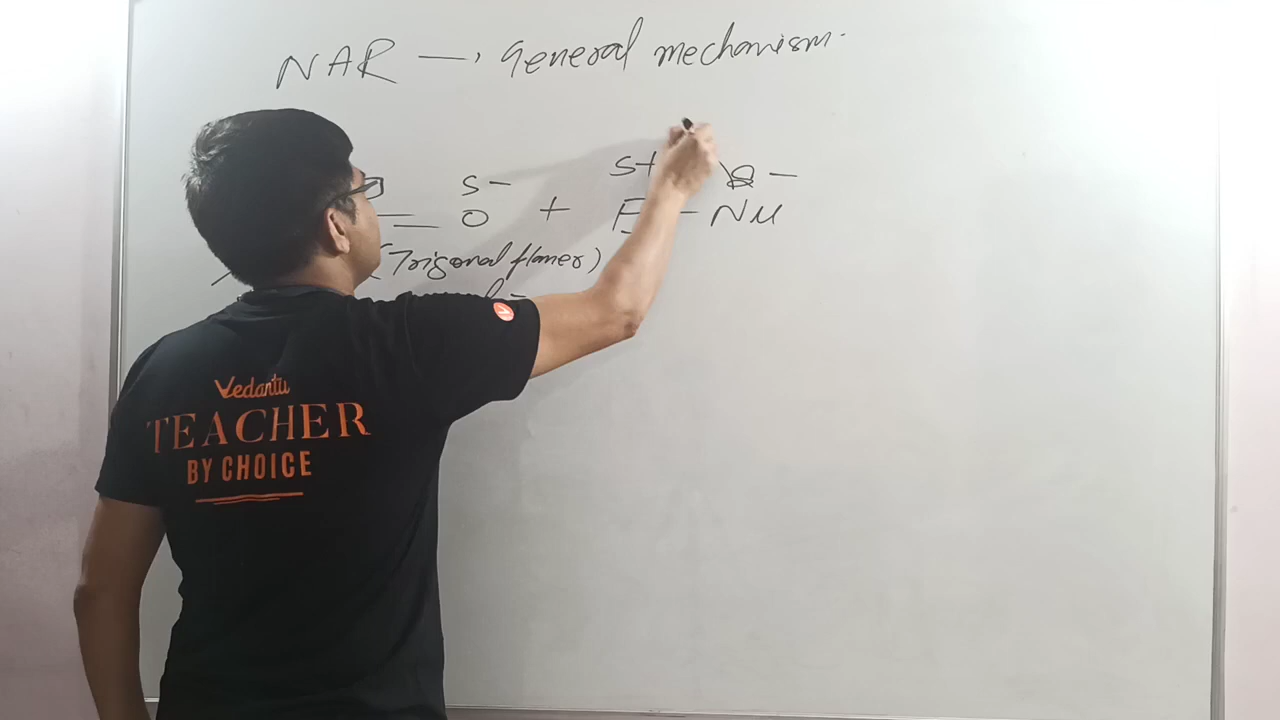 NAR → General mechanism.
δ- δ+ -
= O + E - Nu
(Trigonal planer)
Vedantu
TEACHER
BY CHOICE